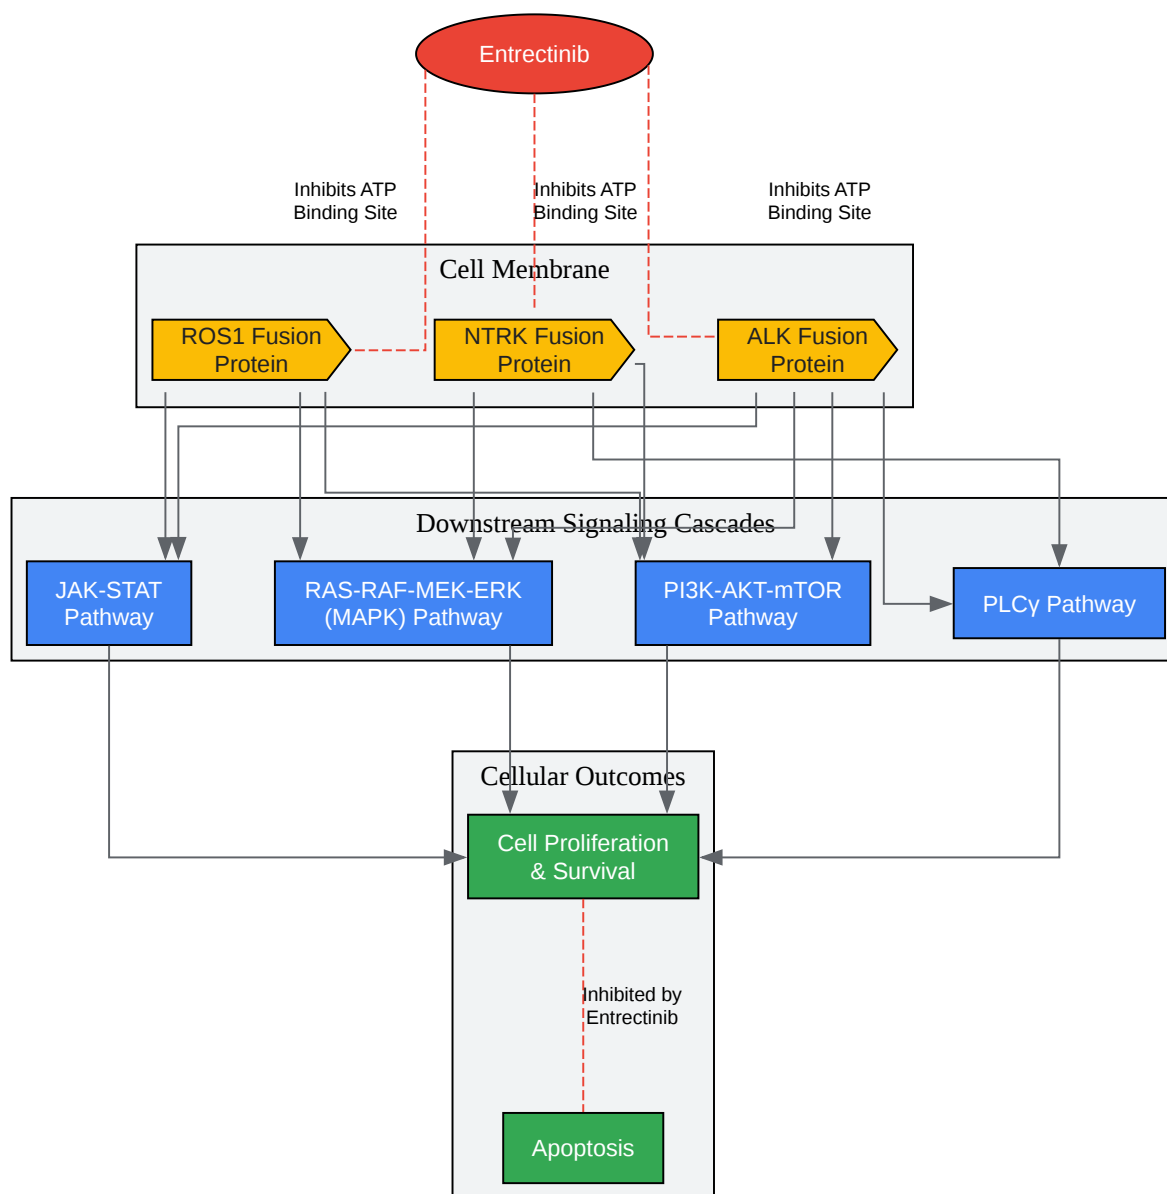 Entrectinib
Inhibits ATP
Binding Site
Inhibits ATP
Binding Site
Inhibits ATP
Binding Site
Cell Membrane
ROS1 Fusion
Protein
NTRK Fusion
Protein
ALK Fusion
Protein
Downstream Signaling Cascades
JAK-STAT
Pathway
RAS-RAF-MEK-ERK
(MAPK) Pathway
PI3K-AKT-mTOR
Pathway
PLCγ Pathway
Cellular Outcomes
Cell Proliferation
& Survival
Inhibited by
Entrectinib
Apoptosis